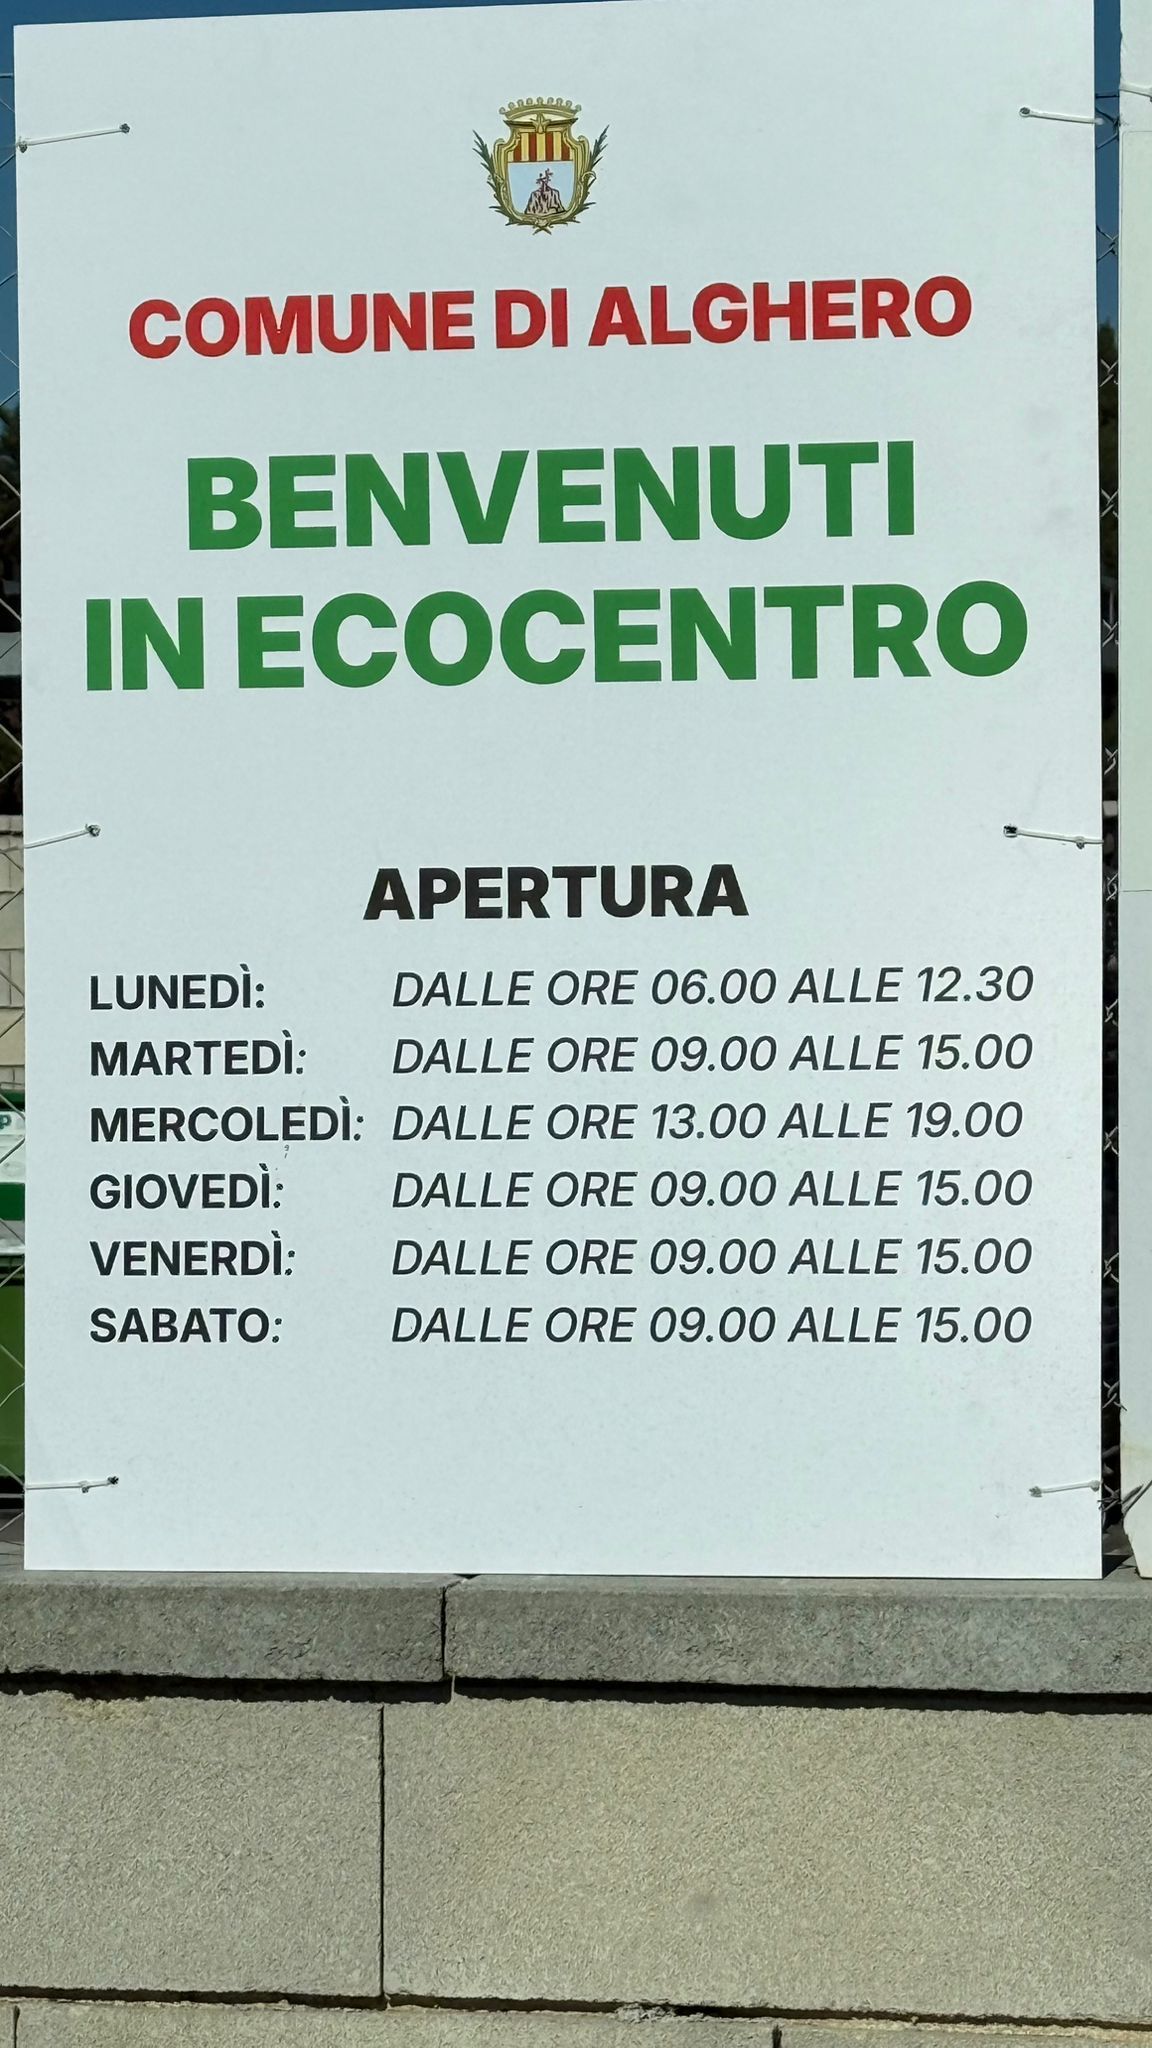 COMUNE DI ALGHERO
BENVENUTI
IN ECOCENTRO
APERTURA
LUNEDÌ: DALLE ORE 06.00 ALLE 12.30
MARTEDÌ: DALLE ORE 09.00 ALLE 15.00
MERCOLEDÌ: DALLE ORE 13.00 ALLE 19.00
GIOVEDÌ: DALLE ORE 09.00 ALLE 15.00
VENERDÌ: DALLE ORE 09.00 ALLE 15.00
SABATO: DALLE ORE 09.00 ALLE 15.00